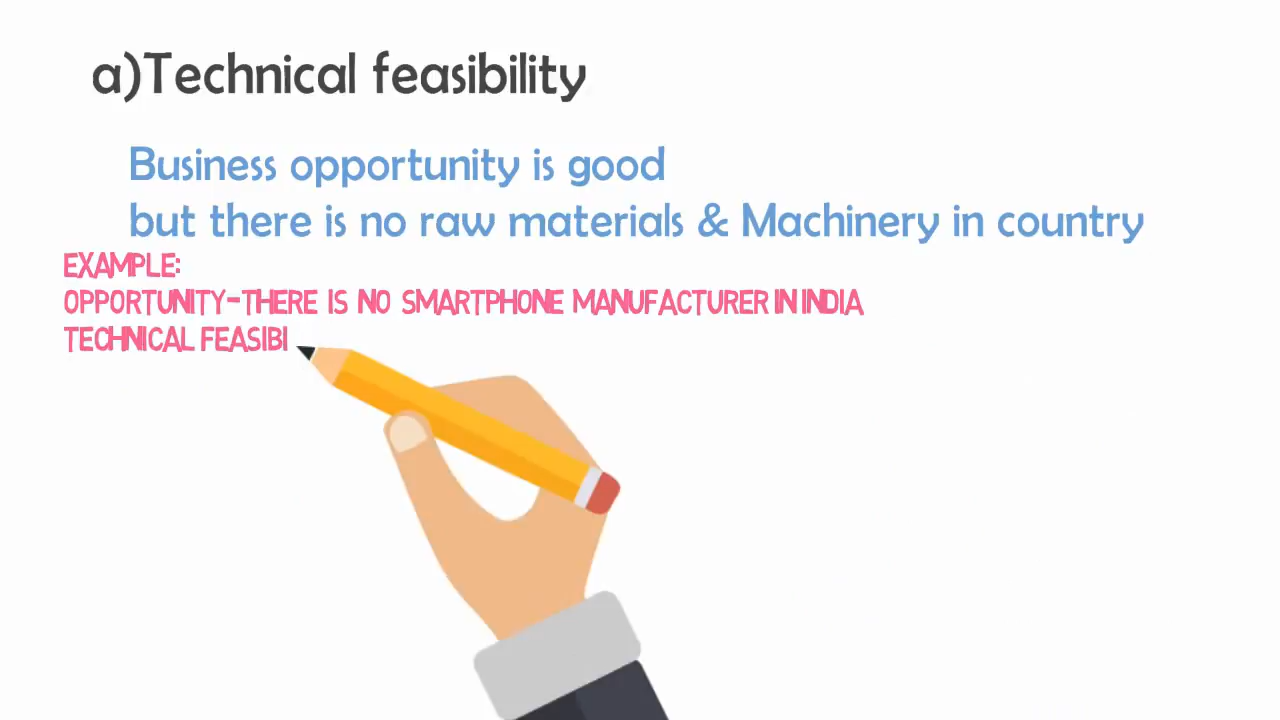 a)Technical feasibility
Business opportunity is good
but there is no raw materials & Machinery in country
EXAMPLE:
OPPORTUNITY-THERE IS NO SMARTPHONE MANUFACTURER IN INDIA
TECHNICAL FEASIBI